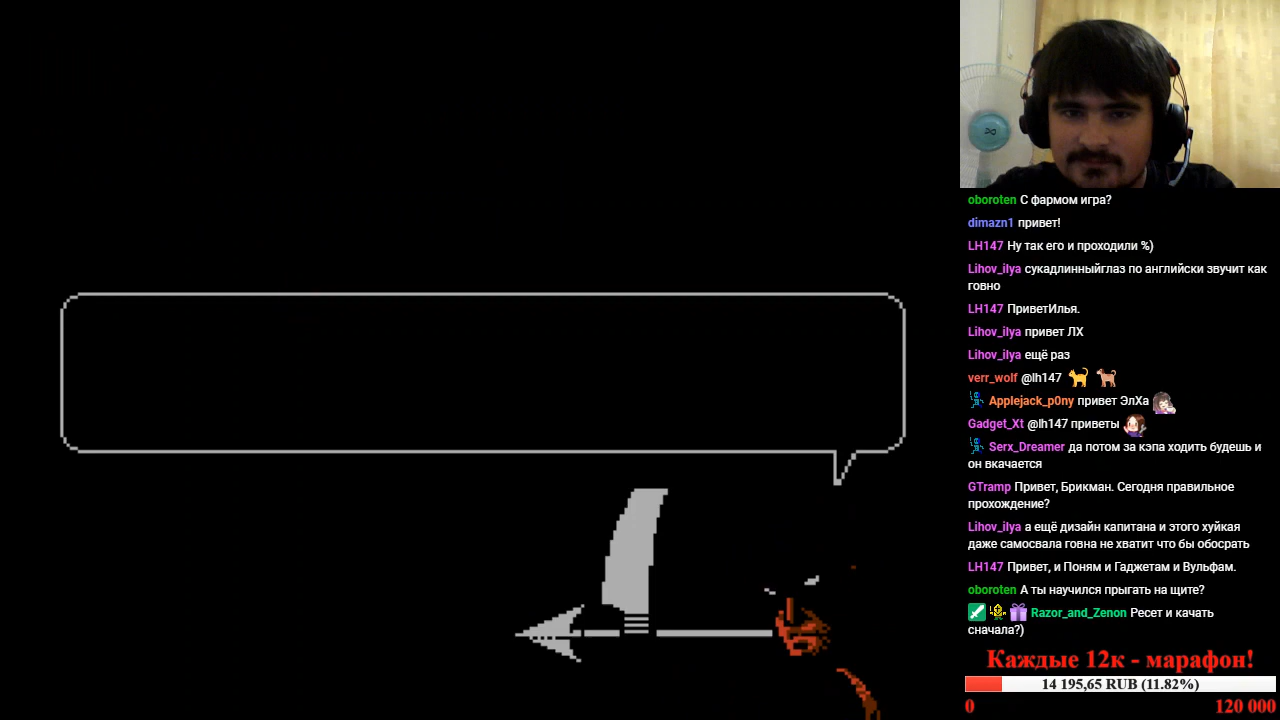 oboroten С фармом игра?
dimazn1 привет!
LH147 Ну так его и проходили %)
Lihov_ilya сукадлинныйглаз по английски звучит как
говно
LH147 ПриветИлья.
Lihov_ilya привет ЛХ
Lihov_ilya ещё раз
verr_wolf @lh147
Applejack_p0ny привет ЭлХа
Gadget_Xt @lh147 приветы
Serx_Dreamer да потом за кэпа ходить будешь и
он вкачается
GTramp Привет, Брикман. Сегодня правильное
прохождение?
Lihov_ilya а ещё дизайн капитана и этого хуйкая
даже самосвала говна не хватит что бы обосрать
LH147 Привет, и Поням и Гаджетам и Вульфам.
oboroten А ты научился прыгать на щите?
Razor_and_Zenon Ресет и качать
сначала?)
Каждые 12к - марафон!
14 195,65 RUB (11.82%)
0 120 000